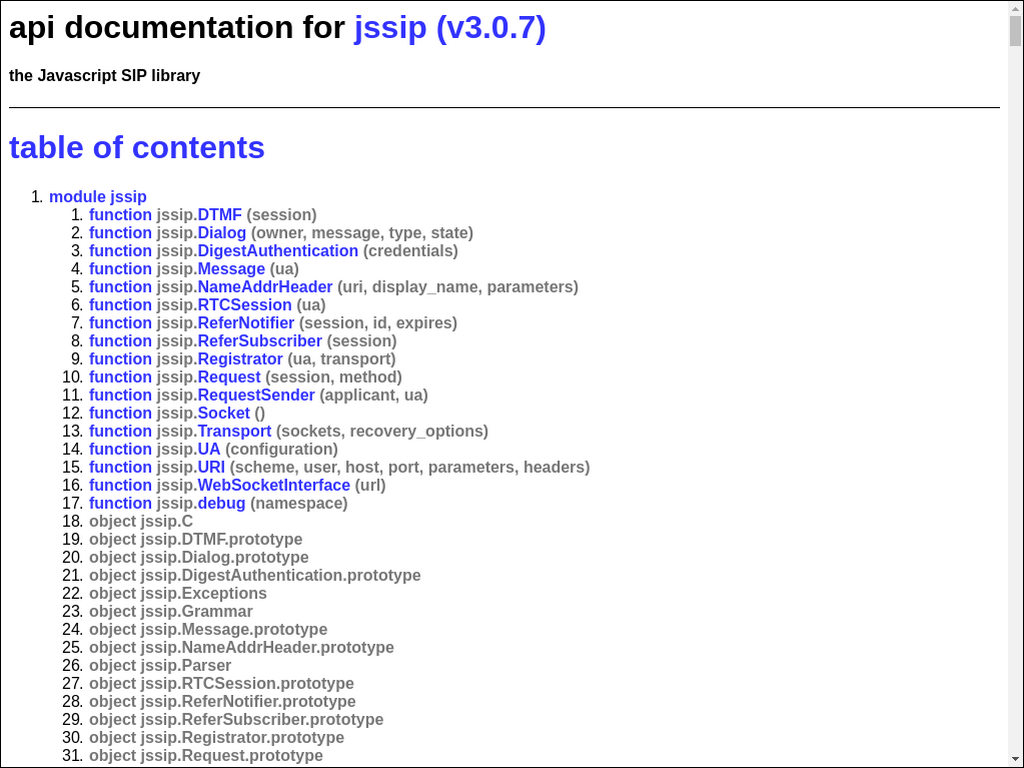 api documentation for jssip (v3.0.7)
the Javascript SIP library
table of contents
1. module jssip
1. function jssip.DTMF (session)
2. function jssip.Dialog (owner, message, type, state)
3. function jssip.DigestAuthentication (credentials)
4. function jssip.Message (ua)
5. function jssip.NameAddrHeader (uri, display_name, parameters)
6. function jssip.RTCSession (ua)
7. function jssip.ReferNotifier (session, id, expires)
8. function jssip.ReferSubscriber (session)
9. function jssip.Registrator (ua, transport)
10. function jssip.Request (session, method)
11. function jssip.RequestSender (applicant, ua)
12. function jssip.Socket ()
13. function jssip.Transport (sockets, recovery_options)
14. function jssip.UA (configuration)
15. function jssip.URI (scheme, user, host, port, parameters, headers)
16. function jssip.WebSocketInterface (url)
17. function jssip.debug (namespace)
18. object jssip.C
19. object jssip.DTMF.prototype
20. object jssip.Dialog.prototype
21. object jssip.DigestAuthentication.prototype
22. object jssip.Exceptions
23. object jssip.Grammar
24. object jssip.Message.prototype
25. object jssip.NameAddrHeader.prototype
26. object jssip.Parser
27. object jssip.RTCSession.prototype
28. object jssip.ReferNotifier.prototype
29. object jssip.ReferSubscriber.prototype
30. object jssip.Registrator.prototype
31. object jssip.Request.prototype